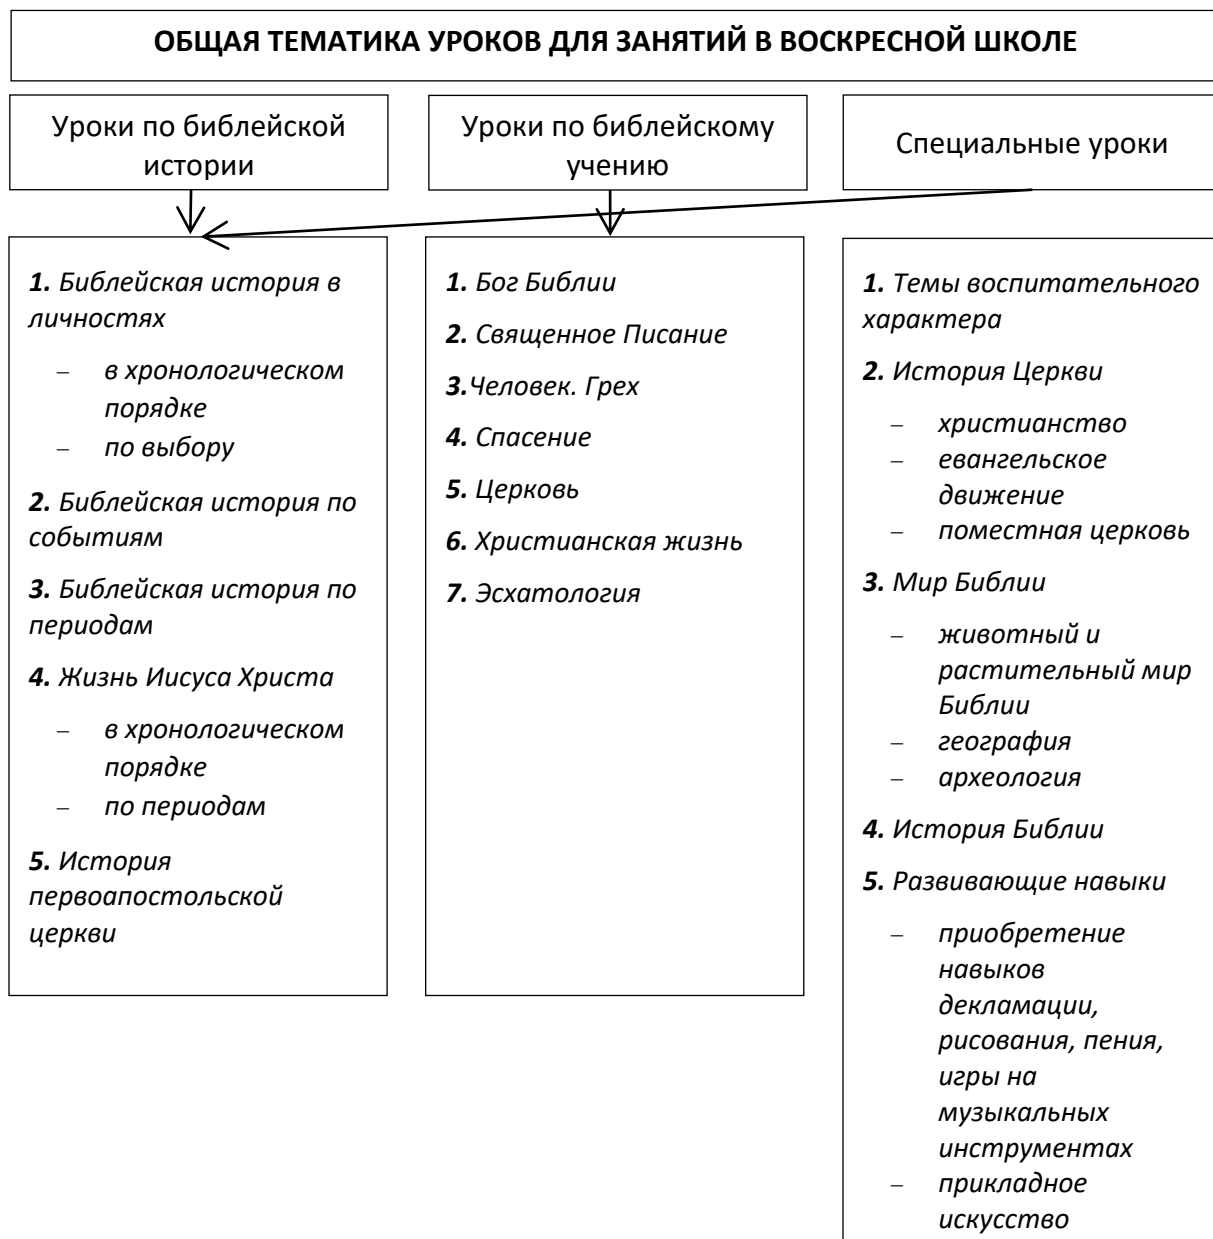 ОБЩАЯ ТЕМАТИКА УРОКОВ ДЛЯ ЗАНЯТИЙ В ВОСКРЕСНОЙ ШКОЛЕ
Уроки по библейской
истории
Уроки по библейскому
учению
Специальные уроки
1. Библейская история в
личностях
– в хронологическом
порядке
– по выбору
2. Библейская история по
событиям
3. Библейская история по
периодам
4. Жизнь Иисуса Христа
– в хронологическом
порядке
– по периодам
5. История
первоапостольской
церкви
1. Бог Библии
2. Священное Писание
3.Человек. Грех
4. Спасение
5. Церковь
6. Христианская жизнь
7. Эсхатология
1. Темы воспитательного
характера
2. История Церкви
– христианство
– евангельское
движение
– поместная церковь
3. Мир Библии
– животный и
растительный мир
Библии
– география
– археология
4. История Библии
5. Развивающие навыки
– приобретение
навыков
декламации,
рисования, пения,
игры на
музыкальных
инструментах
– прикладное
искусство